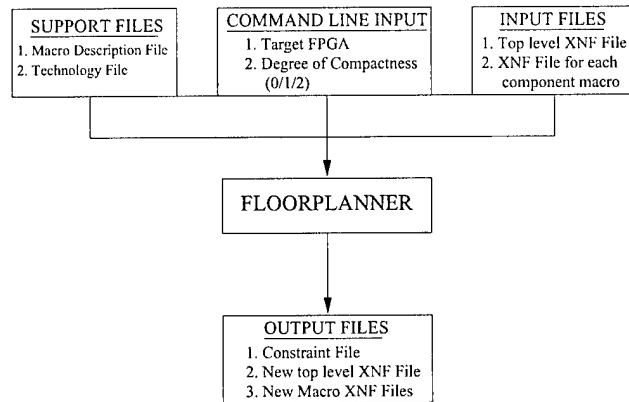 SUPPORT FILES
1. Macro Description File
2. Technology File
COMMAND LINE INPUT
1. Target FPGA
2. Degree of Compactness
(0/1/2)
INPUT FILES
1. Top level XNF File
2. XNF File for each
component macro
FLOORPLANNER
OUTPUT FILES
1. Constraint File
2. New top level XNF File
3. New Macro XNF Files